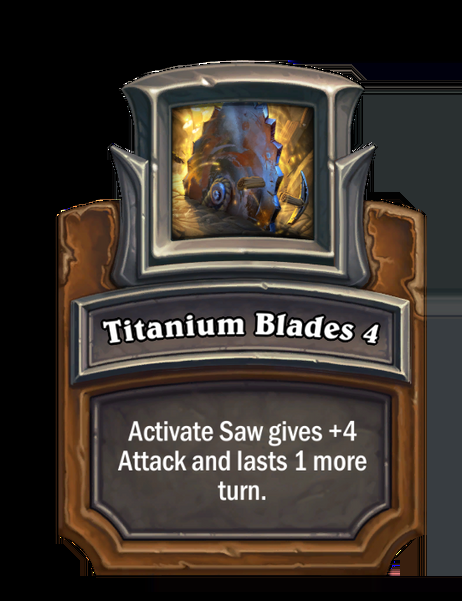 Titanium Blades 4
Activate Saw gives +4
Attack and lasts 1 more
turn.